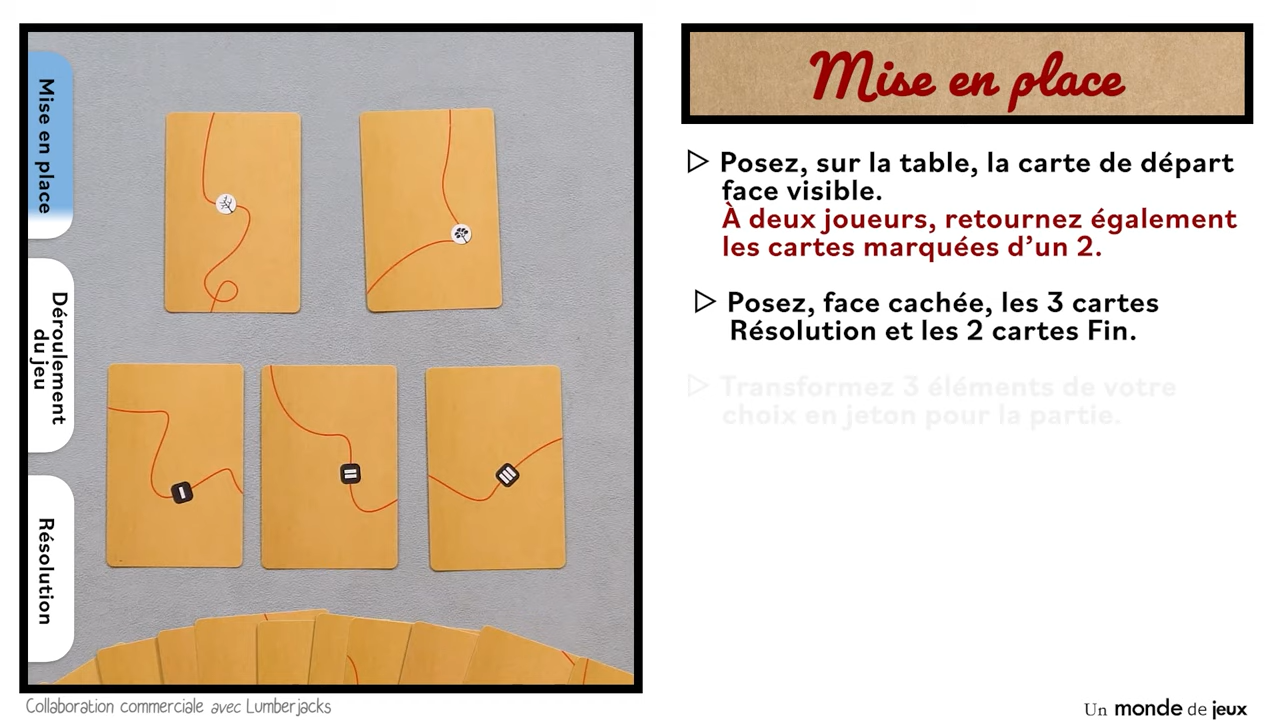 Mise en place
Déroulement
du jeu
Résolution
Mise en place
Posez, sur la table, la carte de départ
face visible.
À deux joueurs, retournez également
les cartes marquées d’un 2.
Posez, face cachée, les 3 cartes
Résolution et les 2 cartes Fin.
Transformez 3 éléments de votre
choix en jeton pour la partie.
I
II
III
Collaboration commerciale avec Lumberjacks
Un monde de jeux